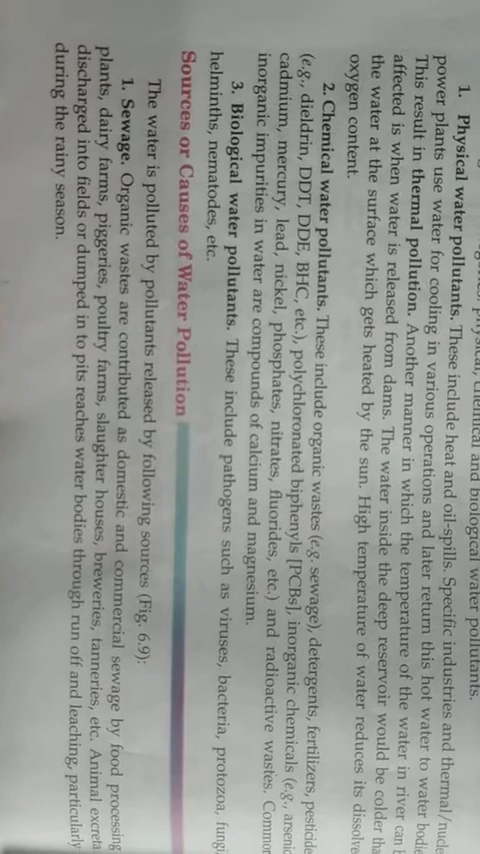 physical, chemical and biological water pollutants.
1. Physical water pollutants. These include heat and oil-spills. Specific industries and thermal/nucle
power plants use water for cooling in various operations and later return this hot water to water bodie
This result in thermal pollution. Another manner in which the temperature of the water in river can b
affected is when water is released from dams. The water inside the deep reservoir would be colder tha
the water at the surface which gets heated by the sun. High temperature of water reduces its dissolve
oxygen content.
2. Chemical water pollutants. These include organic wastes (e.g. sewage), detergents, fertilizers, pesticide
(e.g., dieldrin, DDT, DDE, BHC, etc.), polychloronated biphenyls [PCBs], inorganic chemicals (e.g., arsenic
cadmium, mercury, lead, nickel, phosphates, nitrates, fluorides, etc.) and radioactive wastes. Common
inorganic impurities in water are compounds of calcium and magnesium.
3. Biological water pollutants. These include pathogens such as viruses, bacteria, protozoa, fungi
helminths, nematodes, etc.
Sources or Causes of Water Pollution
The water is polluted by pollutants released by following sources (Fig. 6.9):
1. Sewage. Organic wastes are contributed as domestic and commercial sewage by food processing
plants, dairy farms, piggeries, poultry farms, slaughter houses, breweries, tanneries, etc. Animal excreta
discharged into fields or dumped in to pits reaches water bodies through run off and leaching, particularly
during the rainy season.